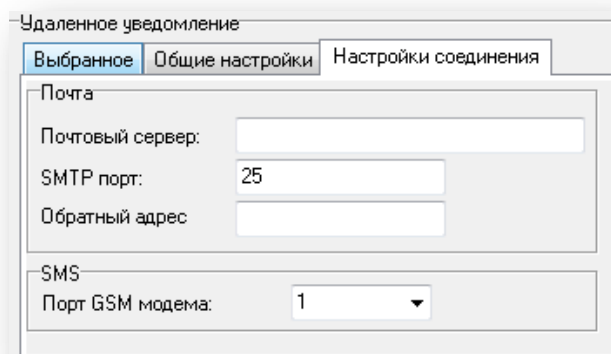 Удаленное уведомление
Выбранное Общие настройки Настройки соединения
Почта
Почтовый сервер:
SMTP порт: 25
Обратный адрес
SMS
Порт GSM модема: 1